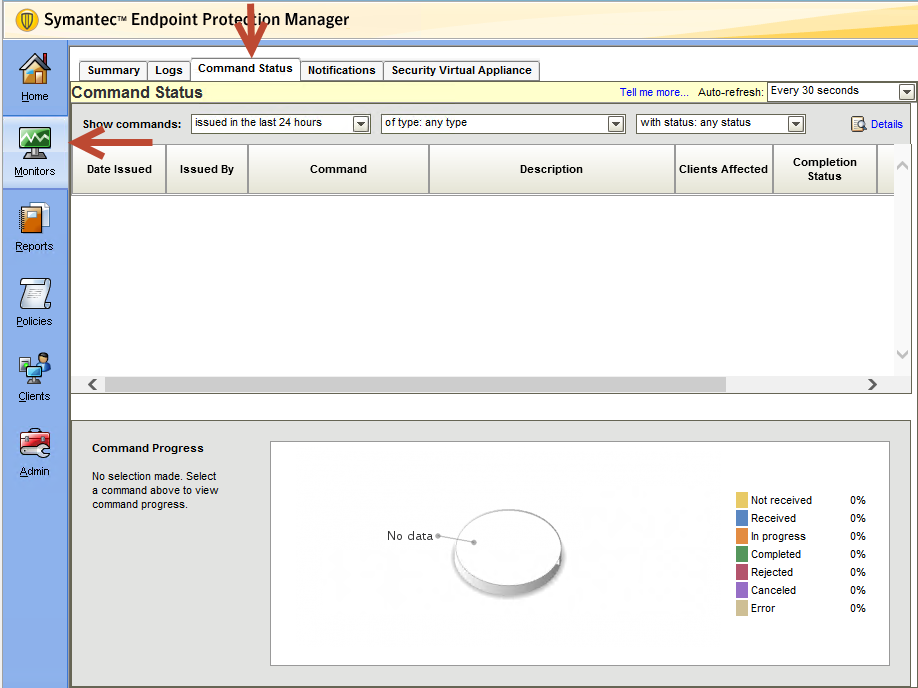 Symantec™ Endpoint Protection Manager
Home
Monitors
Reports
Policies
Clients
Admin
Summary Logs Command Status Notifications Security Virtual Appliance
Command Status Tell me more... Auto-refresh: Every 30 seconds
Show commands: issued in the last 24 hours of type: any type with status: any status Details
Date Issued Issued By Command Description Clients Affected Completion Status
Command Progress
No selection made. Select
a command above to view
command progress.
No data
Not received 0%
Received 0%
In progress 0%
Completed 0%
Rejected 0%
Canceled 0%
Error 0%